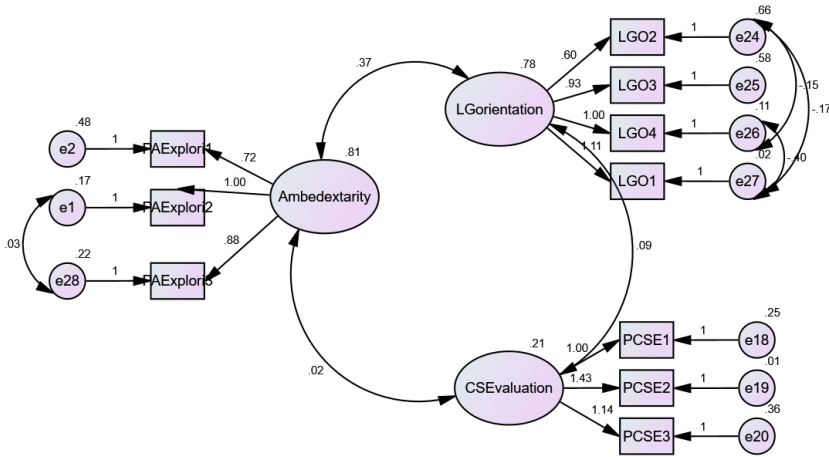 .66
LGO2
1
e24
.60
.58
.37
.78
.93
LGO3
1
e25
-.15
-.17
LGorientation
.11
1.00
LGO4
1
e26
.48
1.11
.02
-.40
e2
1
PAExplori1
.72
.81
LGO1
1
e27
.17
1.00
Ambedextarity
e1
1
PAExplori2
.03
.88
.09
.22
e28
1
.25
.21
1.00
PCSE1
1
e18
.02
.01
CSEvaluation
1.43
PCSE2
1
e19
1.14
.36
PCSE3
1
e20